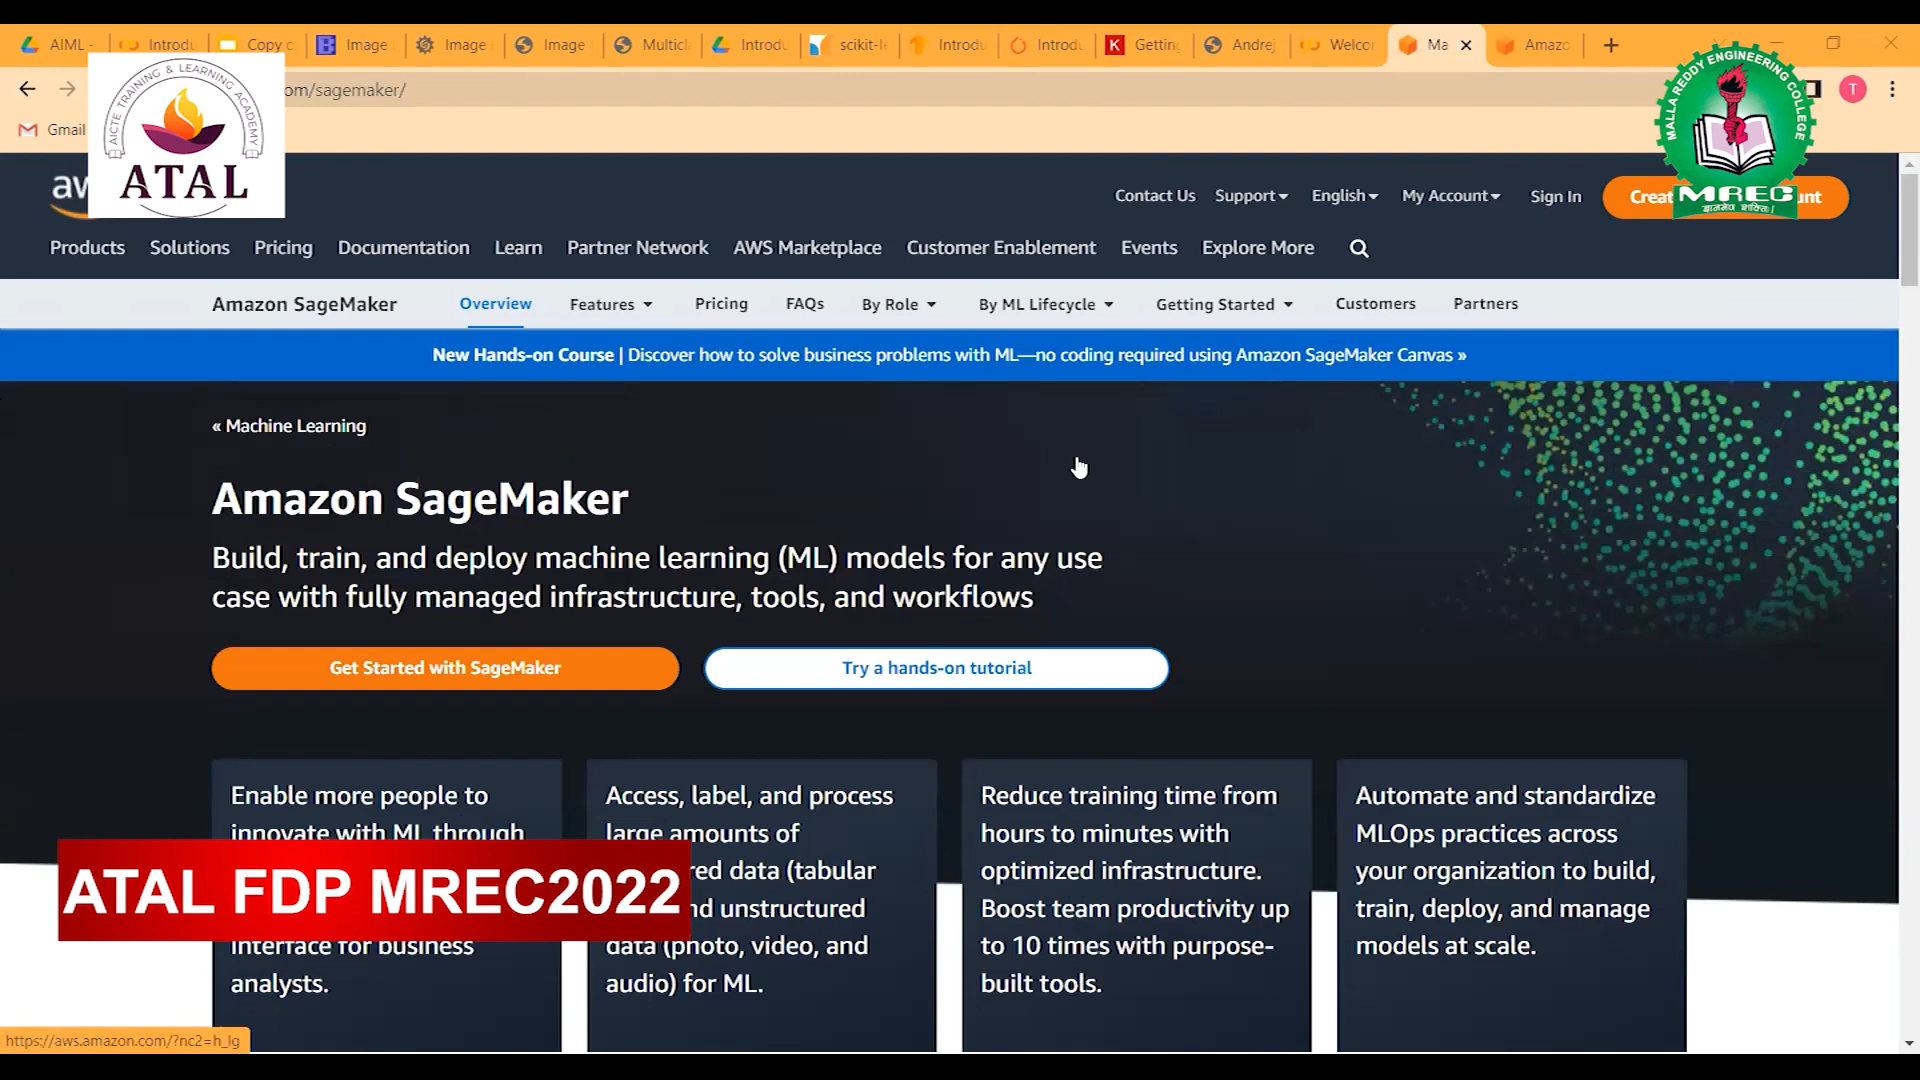 AIML -
Introdu
Copy c
Image
Image
Image
Multicl
Introdu
scikit-le
Introdu
Introdu
K
Getting
Andrej
Welcor
Ma
Amazo
om/sagemaker/
T
Gmail
AICTE TRAINING & LEARNING ACADEMY
ATAL
MALLA REDDY ENGINEERING COLLEGE
MREC
aw
Contact Us
Support
English
My Account
Sign In
Creat
unt
Products
Solutions
Pricing
Documentation
Learn
Partner Network
AWS Marketplace
Customer Enablement
Events
Explore More
Amazon SageMaker
Overview
Features
Pricing
FAQs
By Role
By ML Lifecycle
Getting Started
Customers
Partners
New Hands-on Course | Discover how to solve business problems with ML—no coding required using Amazon SageMaker Canvas »
« Machine Learning
Amazon SageMaker
Build, train, and deploy machine learning (ML) models for any use
case with fully managed infrastructure, tools, and workflows
Get Started with SageMaker
Try a hands-on tutorial
Enable more people to
innovate with ML through
interface for business
analysts.
Access, label, and process
large amounts of
red data (tabular
nd unstructured
data (photo, video, and
audio) for ML.
Reduce training time from
hours to minutes with
optimized infrastructure.
Boost team productivity up
to 10 times with purpose-
built tools.
Automate and standardize
MLOps practices across
your organization to build,
train, deploy, and manage
models at scale.
ATAL FDP MREC2022
https://aws.amazon.com/?nc2=h_lg